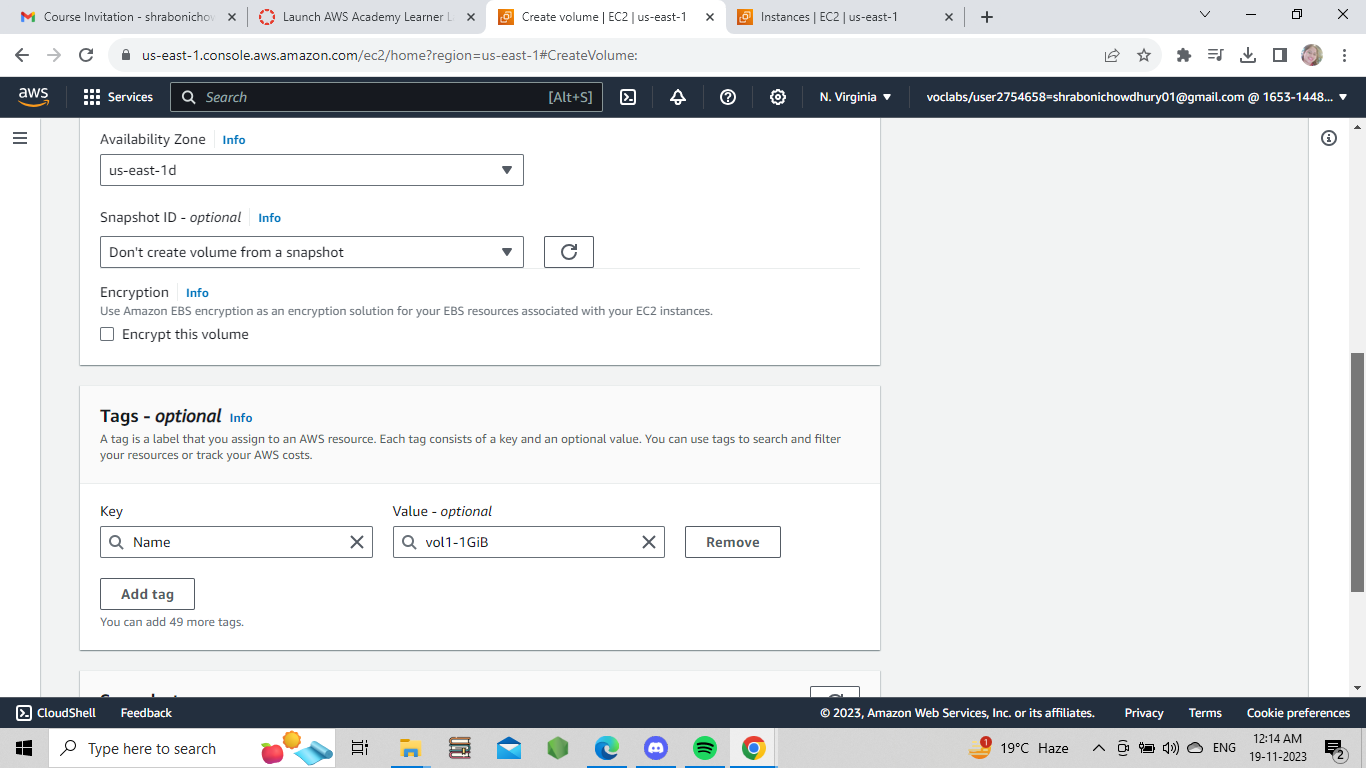 Course Invitation - shrabonichow
Launch AWS Academy Learner L
Create volume | EC2 | us-east-1
Instances | EC2 | us-east-1
us-east-1.console.aws.amazon.com/ec2/home?region=us-east-1#CreateVolume:
aws
Services
Search
[Alt+S]
N. Virginia
voclabs/user2754658=shrabonichowdhury01@gmail.com @ 1653-1448...
Availability Zone Info
us-east-1d
Snapshot ID - optional Info
Don't create volume from a snapshot
Encryption Info
Use Amazon EBS encryption as an encryption solution for your EBS resources associated with your EC2 instances.
Encrypt this volume
Tags - optional Info
A tag is a label that you assign to an AWS resource. Each tag consists of a key and an optional value. You can use tags to search and filter
your resources or track your AWS costs.
Key
Value - optional
Name
vol1-1GiB
Remove
Add tag
You can add 49 more tags.
CloudShell
Feedback
© 2023, Amazon Web Services, Inc. or its affiliates.
Privacy
Terms
Cookie preferences
Type here to search
1
19°C Haze
ENG
12:14 AM
19-11-2023
2